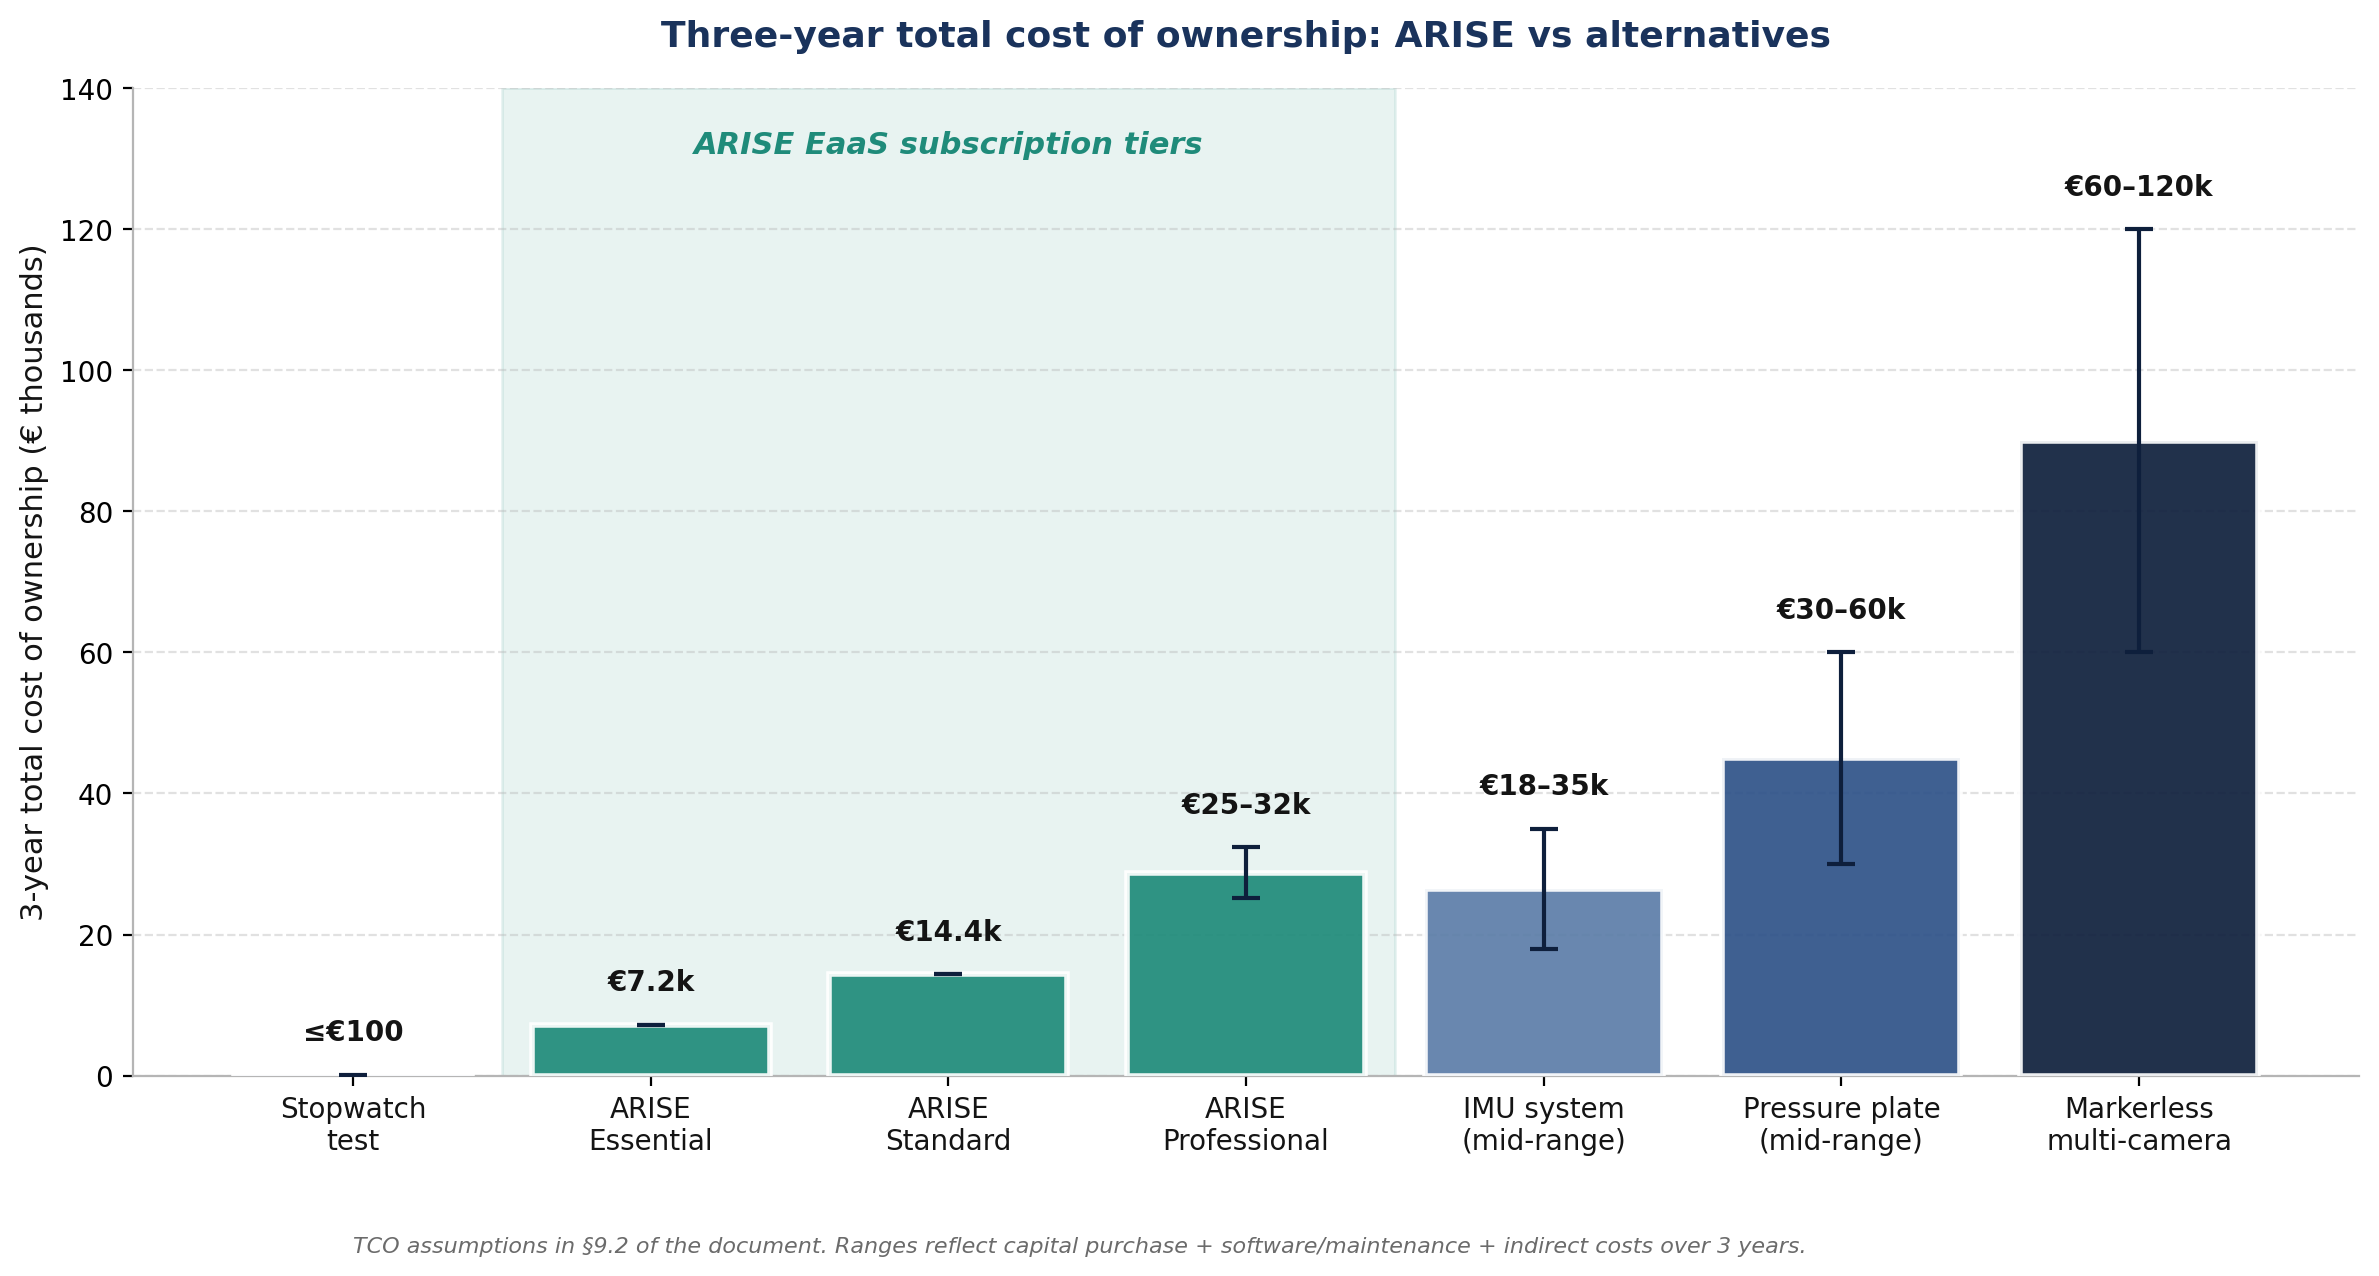 Three-year total cost of ownership: ARISE vs alternatives
3-year total cost of ownership (€ thousands)
140
120
100
80
60
40
20
0
ARISE EaaS subscription tiers
≤€100
€7.2k
€14.4k
€25–32k
€18–35k
€30–60k
€60–120k
Stopwatch
test
ARISE
Essential
ARISE
Standard
ARISE
Professional
IMU system
(mid-range)
Pressure plate
(mid-range)
Markerless
multi-camera
TCO assumptions in §9.2 of the document. Ranges reflect capital purchase + software/maintenance + indirect costs over 3 years.